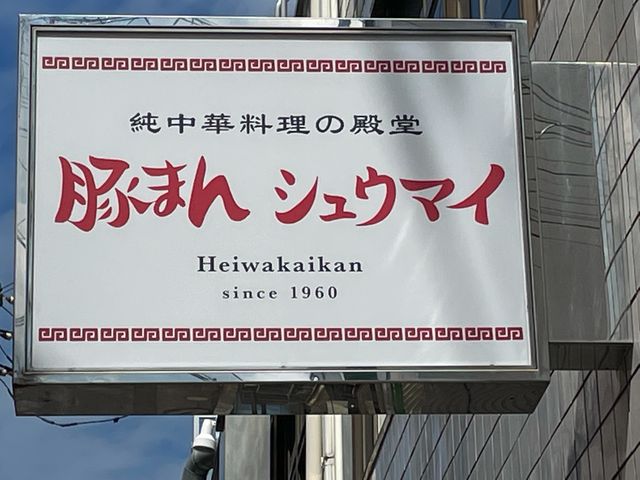 純中華料理の殿堂
豚まん シュウマイ
Heiwakaikan
since 1960